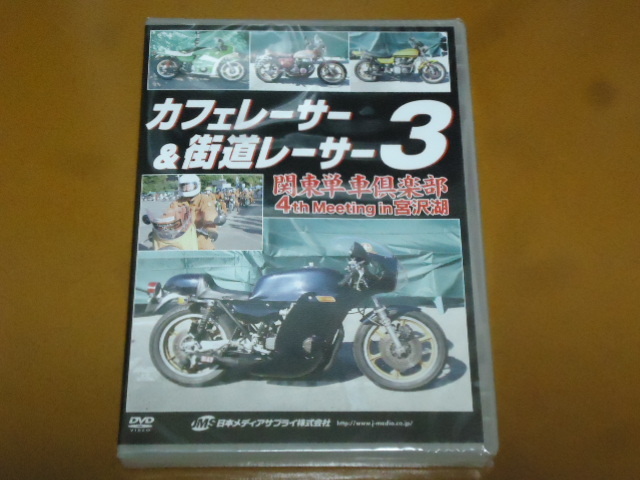 カフェレーサー
&街道レーサー3
関東単車倶楽部
4th Meeting in 宮沢湖
DVD
VIDEO
JMS 日本メディアサプライ株式会社 http://www.j-media.co.jp/